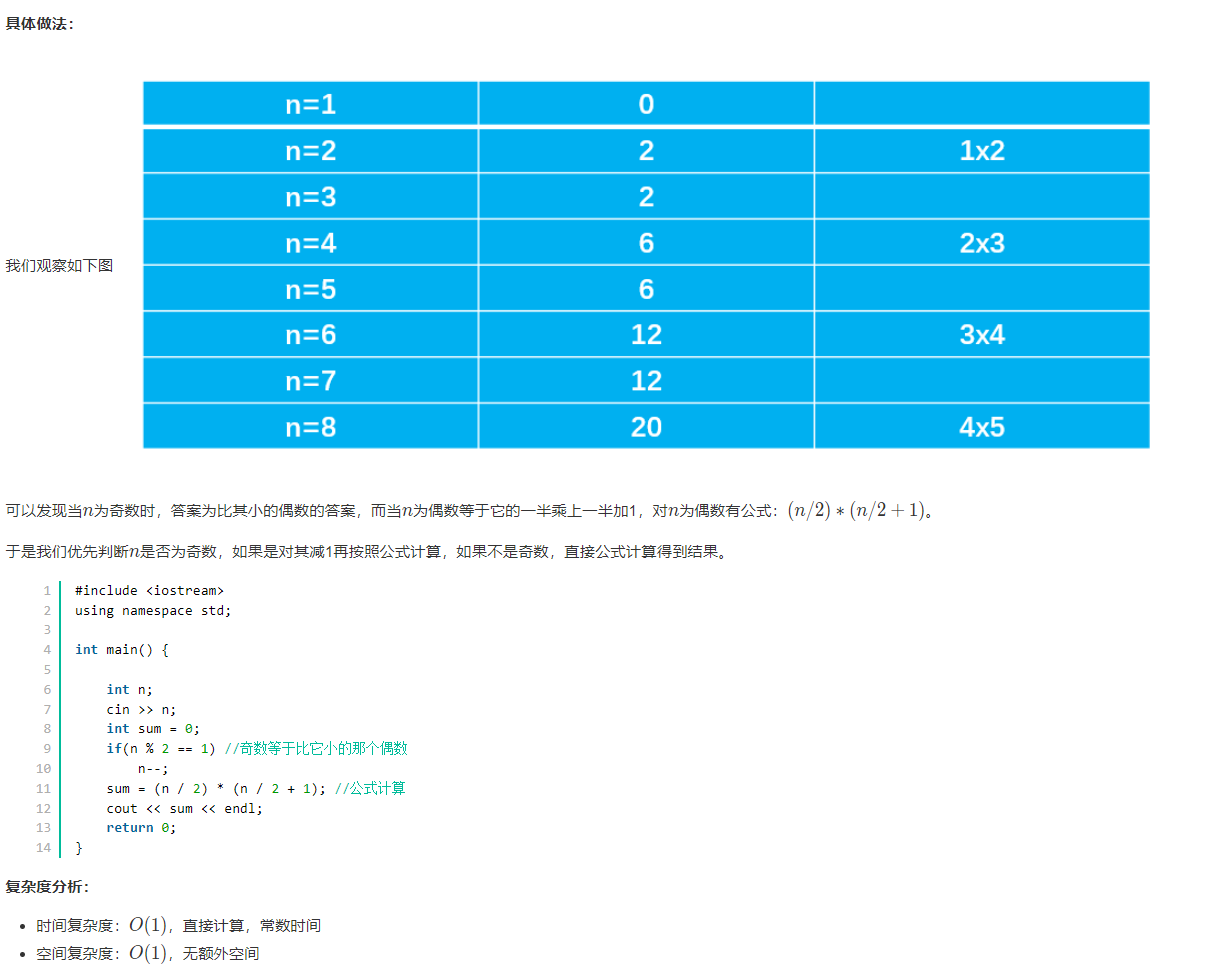 具体做法：
n=1 0
n=2 2 1x2
n=3 2
n=4 6 2x3
我们观察如下图
n=5 6
n=6 12 3x4
n=7 12
n=8 20 4x5
可以发现当n为奇数时，答案为比其小的偶数的答案，而当n为偶数等于它的一半乘上一半加1，对n为偶数有公式：(n/2) * (n/2 + 1)。
于是我们优先判断n是否为奇数，如果是对其减1再按照公式计算，如果不是奇数，直接公式计算得到结果。
1 #include <iostream>
2 using namespace std;
3
4 int main() {
5
6 int n;
7 cin >> n;
8 int sum = 0;
9 if(n % 2 == 1) //奇数等于比它小的那个偶数
10 n--;
11 sum = (n / 2) * (n / 2 + 1); //公式计算
12 cout << sum << endl;
13 return 0;
14 }
复杂度分析：
• 时间复杂度：O(1)，直接计算，常数时间
• 空间复杂度：O(1)，无额外空间